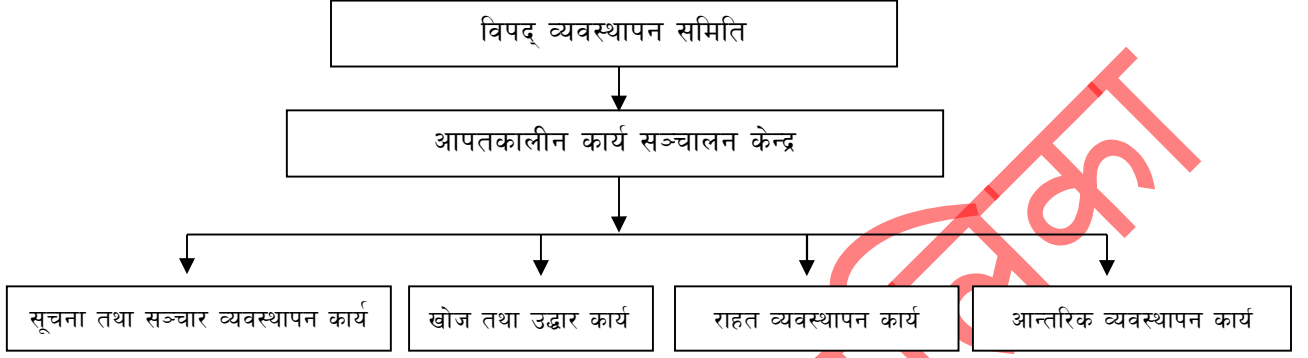 विपद् व्यवस्थापन समिति
आपतकालीन कार्य सञ्चालन केन्द्र
सूचना तथा सञ्चार व्यवस्थापन कार्य
खोज तथा उद्धार कार्य
राहत व्यवस्थापन कार्य
आन्तरिक व्यवस्थापन कार्य